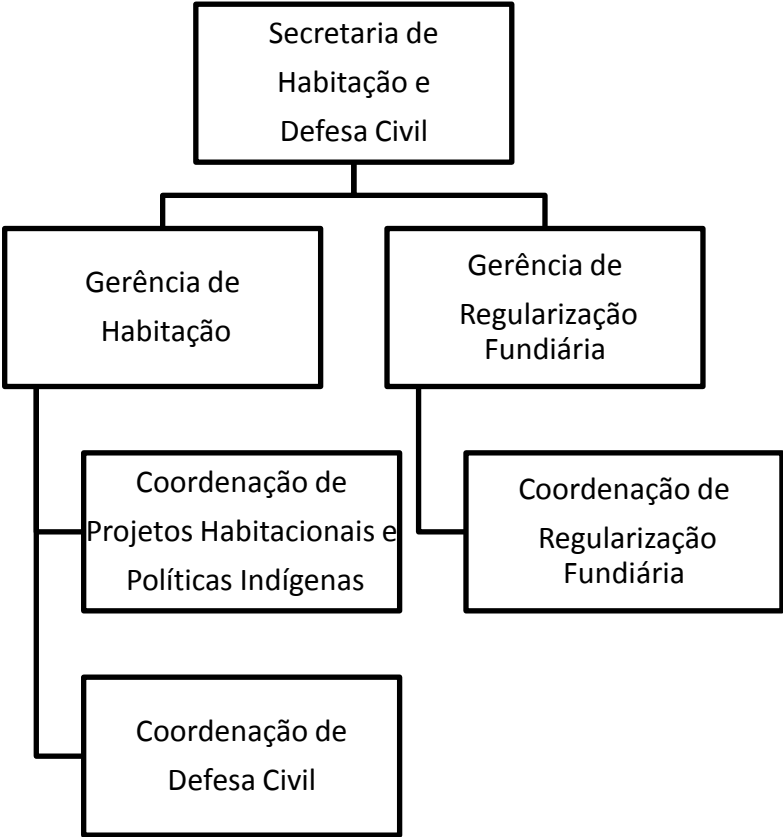 Secretaria de
Habitação e
Defesa Civil
Gerência de
Habitação
Gerência de
Regularização
Fundiária
Coordenação de
Projetos Habitacionais e
Políticas Indígenas
Coordenação de
Regularização
Fundiária
Coordenação de
Defesa Civil